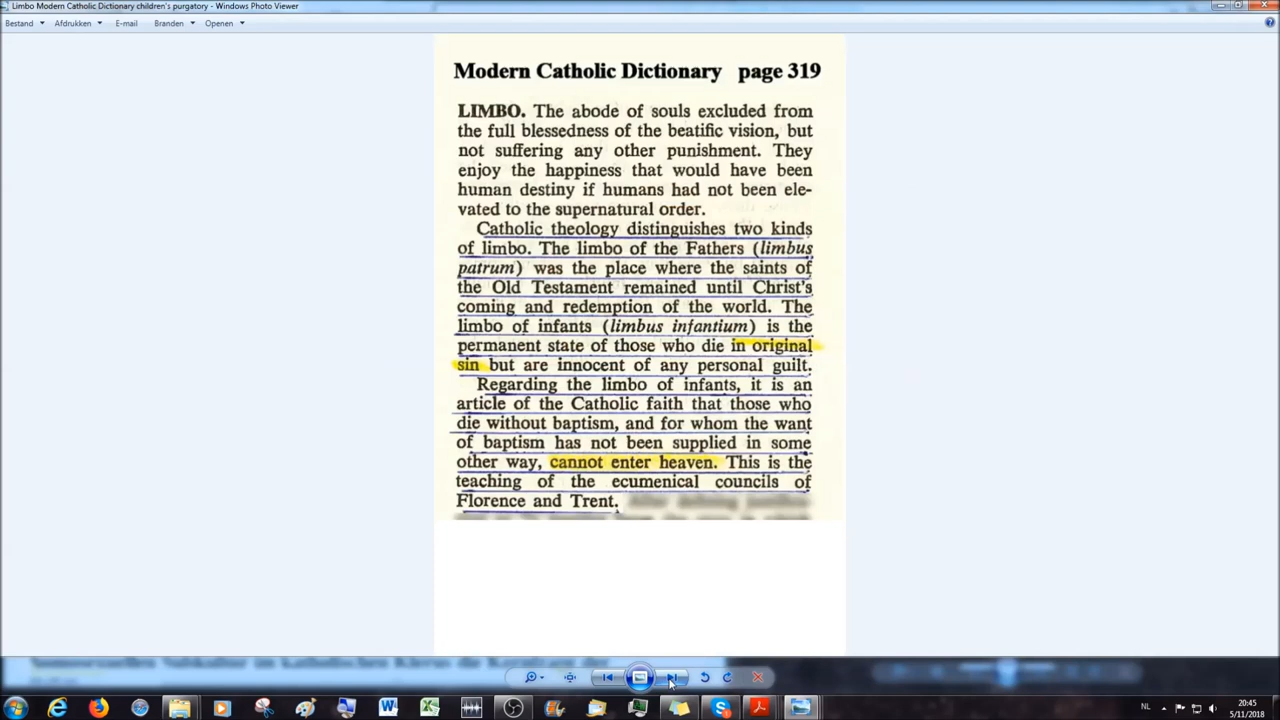 Limbo Modern Catholic Dictionary children's purgatory - Windows Photo Viewer
Bestand Afdrukken E-mail Branden Openen
Modern Catholic Dictionary page 319
LIMBO. The abode of souls excluded from
the full blessedness of the beatific vision, but
not suffering any other punishment. They
enjoy the happiness that would have been
human destiny if humans had not been ele-
vated to the supernatural order.
Catholic theology distinguishes two kinds
of limbo. The limbo of the Fathers (limbus
patrum) was the place where the saints of
the Old Testament remained until Christ's
coming and redemption of the world. The
limbo of infants (limbus infantium) is the
permanent state of those who die in original
sin but are innocent of any personal guilt.
Regarding the limbo of infants, it is an
article of the Catholic faith that those who
die without baptism, and for whom the want
of baptism has not been supplied in some
other way, cannot enter heaven. This is the
teaching of the ecumenical councils of
Florence and Trent.
NL
20:45
5/11/2018